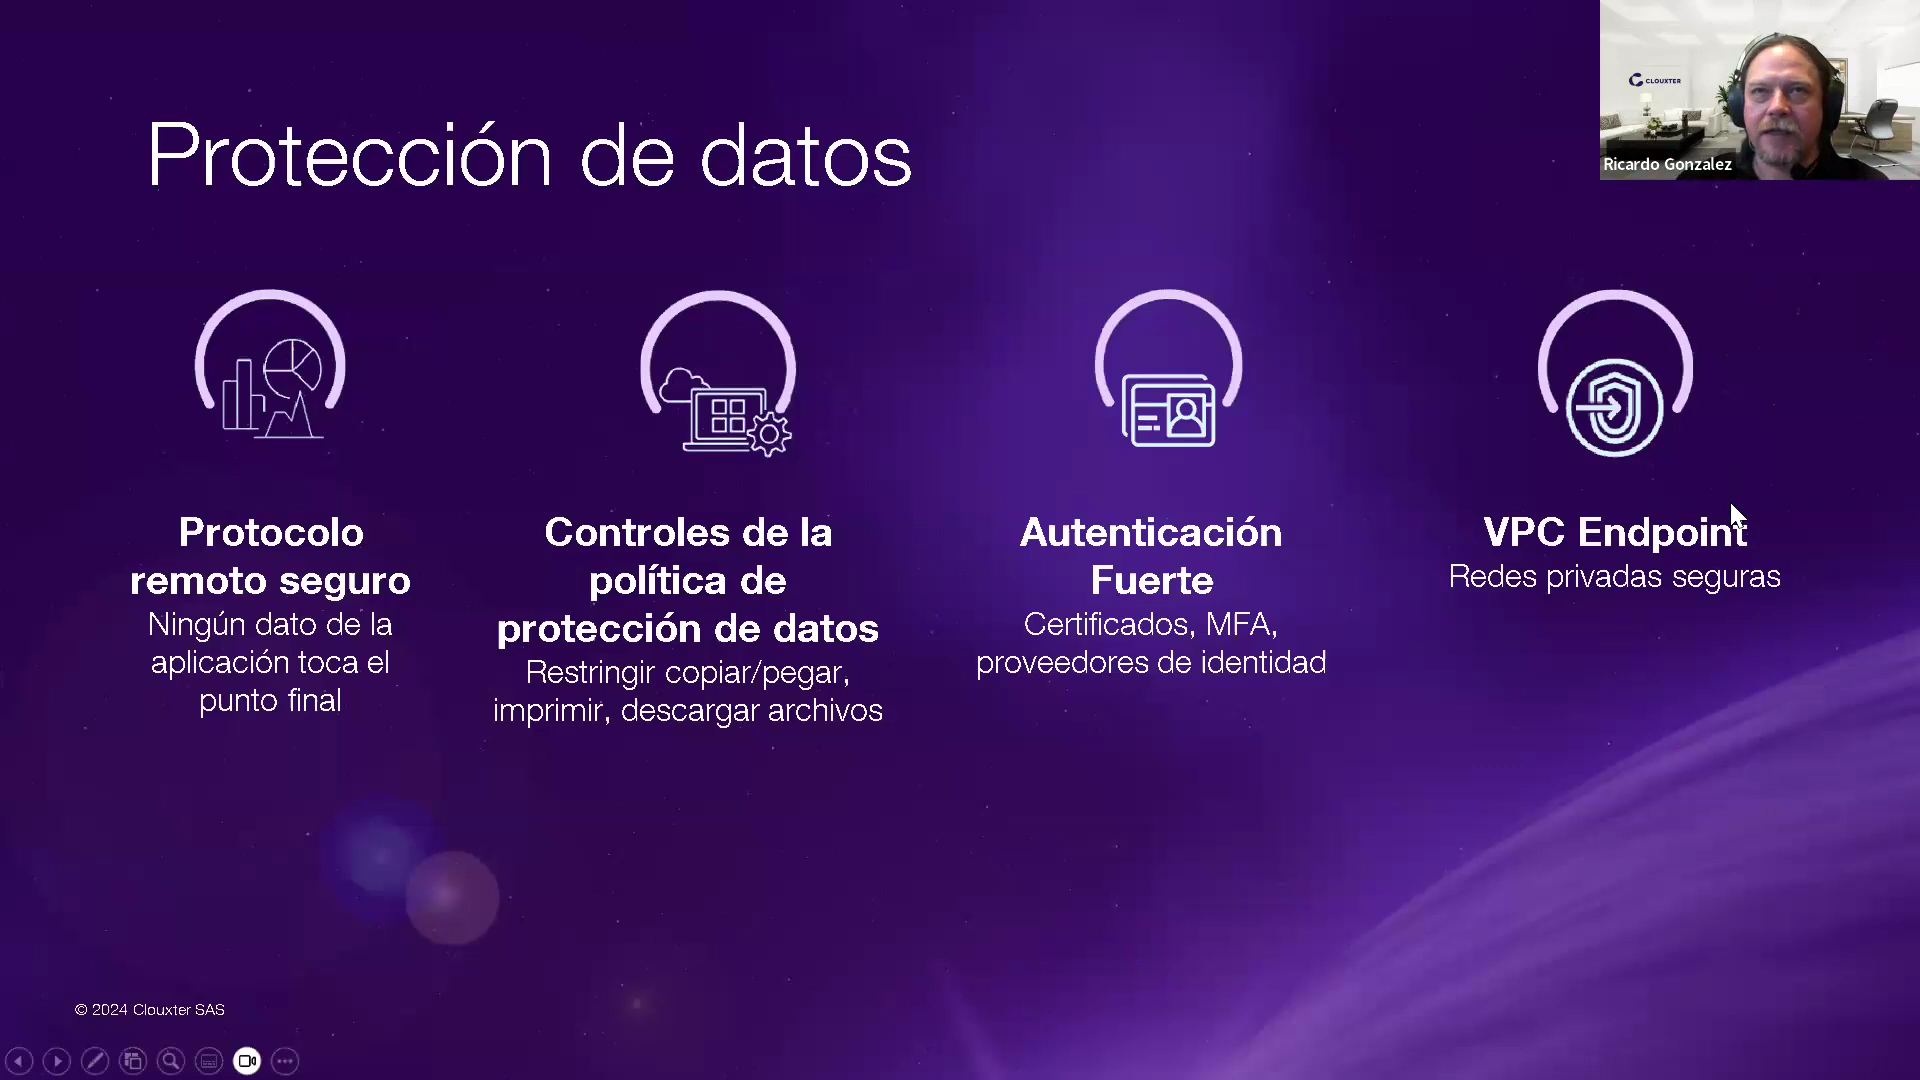 CLOUXTER
Ricardo Gonzalez
Protección de datos
Protocolo
remoto seguro
Ningún dato de la
aplicación toca el
punto final
Controles de la
política de
protección de datos
Restringir copiar/pegar,
imprimir, descargar archivos
Autenticación
Fuerte
Certificados, MFA,
proveedores de identidad
VPC Endpoint
Redes privadas seguras
© 2024 Clouxter SAS